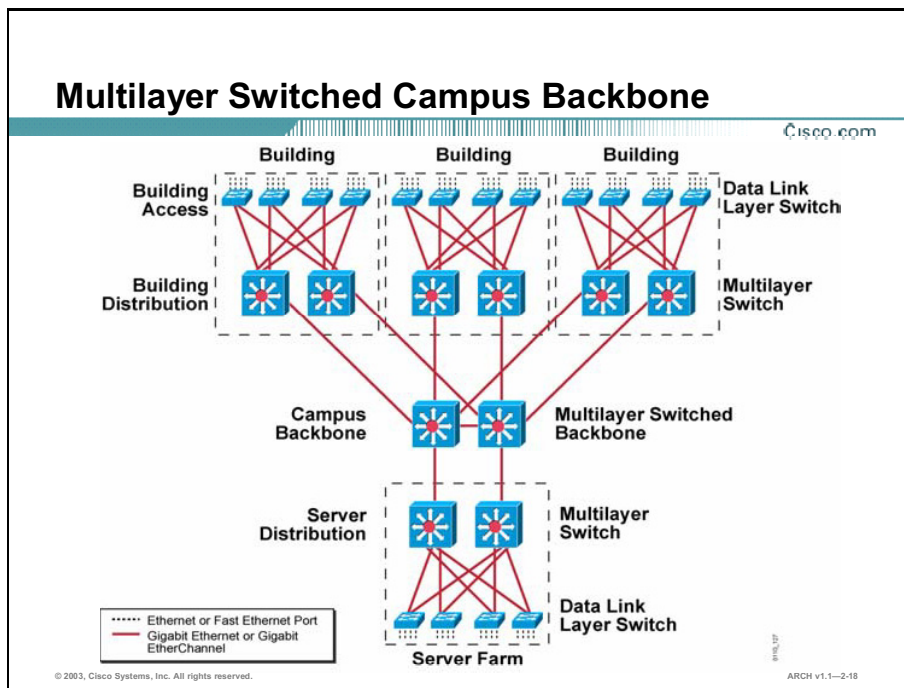 Multilayer Switched Campus Backbone
Cisco.com
Building
Building
Building
Building
Access
Data Link
Layer Switch
Building
Distribution
Multilayer
Switch
Campus
Backbone
Multilayer Switched
Backbone
Server
Distribution
Multilayer
Switch
Data Link
Layer Switch
Ethernet or Fast Ethernet Port
Gigabit Ethernet or Gigabit
EtherChannel
Server Farm
© 2003, Cisco Systems, Inc. All rights reserved.
ARCH v1.1—2-18